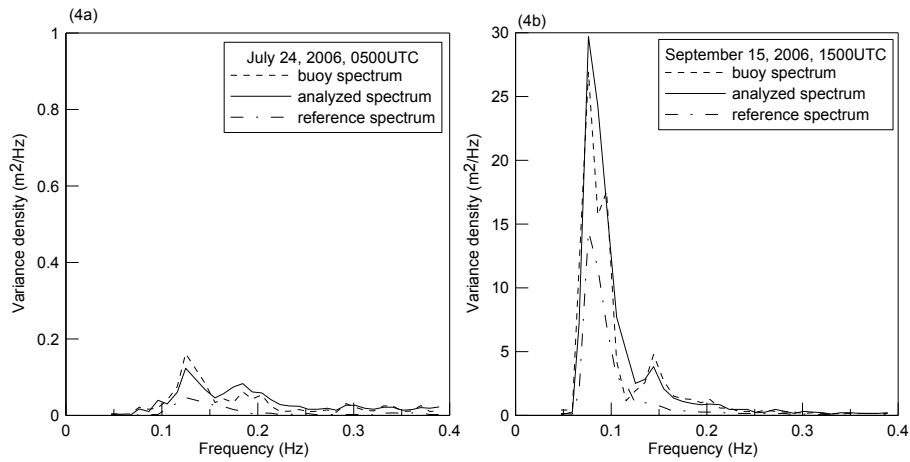 (4a)
Variance density (m2/Hz)
1
0.8
0.6
0.4
0.2
0
July 24, 2006, 0500UTC
buoy spectrum
analyzed spectrum
reference spectrum
0 0.1 0.2 0.3 0.4
Frequency (Hz)
(4b)
Variance density (m2/Hz)
30
25
20
15
10
5
0
September 15, 2006, 1500UTC
buoy spectrum
analyzed spectrum
reference spectrum
0 0.1 0.2 0.3 0.4
Frequency (Hz)